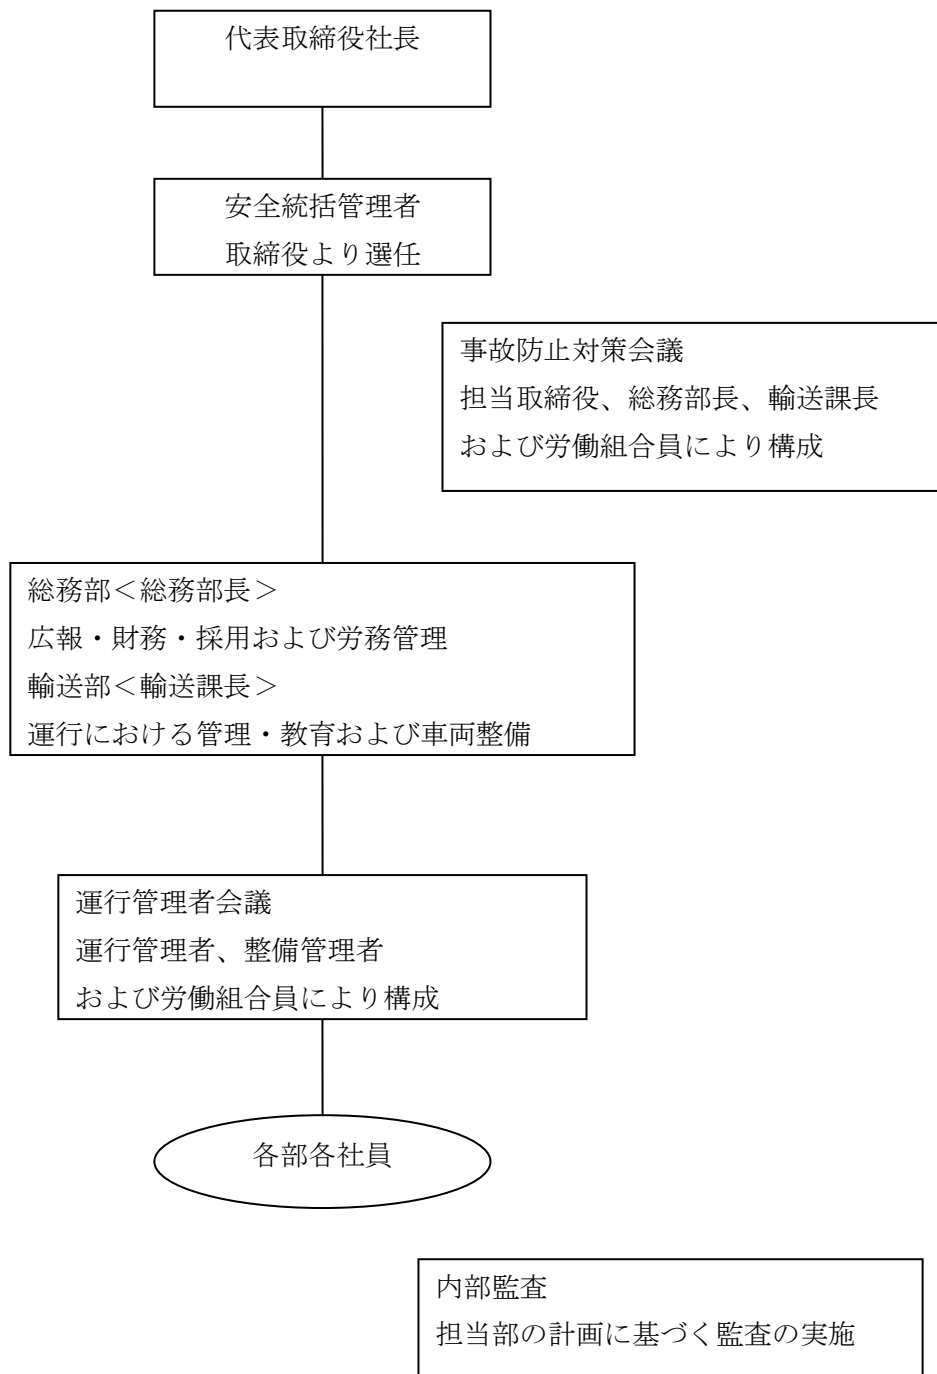 代表取締役社長
安全統括管理者
取締役より選任
事故防止対策会議
担当取締役、総務部長、輸送課長
および労働組合員により構成
総務部＜総務部長＞
広報・財務・採用および労務管理
輸送部＜輸送課長＞
運行における管理・教育および車両整備
運行管理者会議
運行管理者、整備管理者
および労働組合員により構成
各部各社員
内部監査
担当部の計画に基づく監査の実施